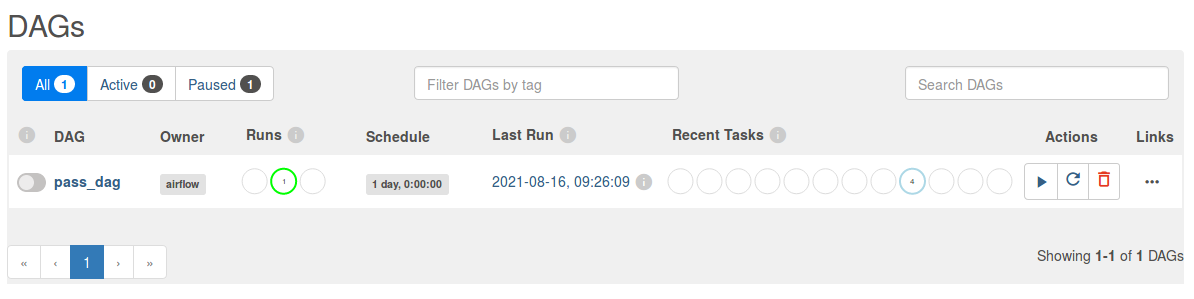 DAGs
All 1 Active 0 Paused 1 Filter DAGs by tag Search DAGs
i DAG Owner Runs i Schedule Last Run i Recent Tasks i Actions Links
pass_dag airflow 1 1 day, 0:00:00 2021-08-16, 09:26:09 i 4 ...
« ‹ 1 › » Showing 1-1 of 1 DAGs